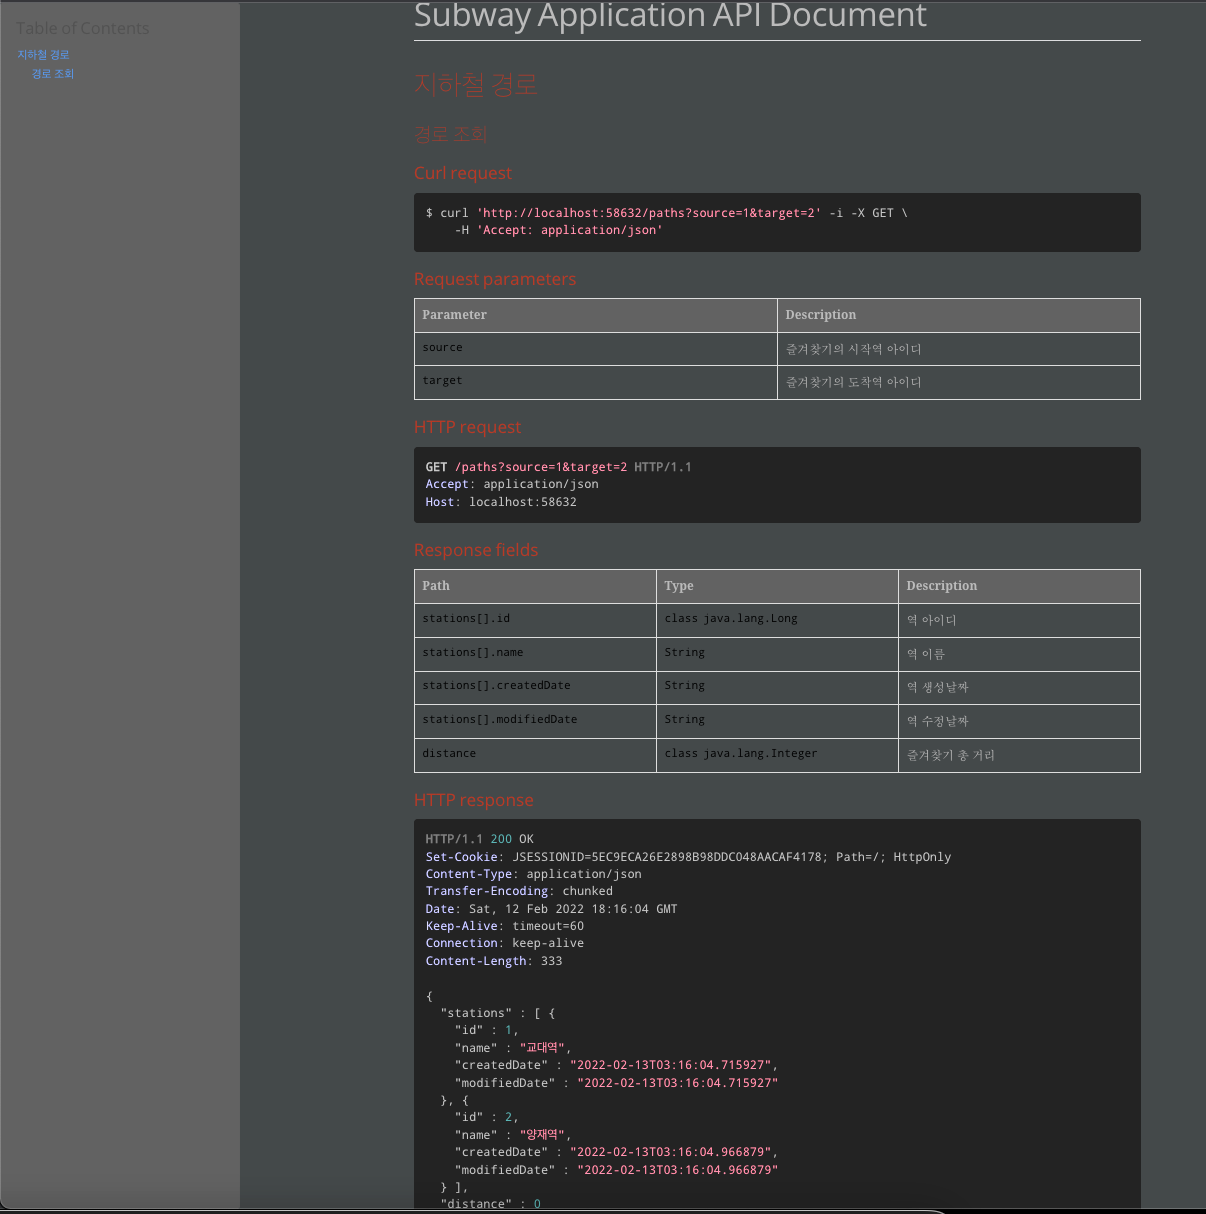 Table of Contents
지하철 경로
경로 조회
Subway Application API Document
지하철 경로
경로 조회
Curl request
$ curl 'http://localhost:58632/paths?source=1&target=2' -i -X GET \
-H 'Accept: application/json'
Request parameters
Parameter Description
source 즐겨찾기의 시작역 아이디
target 즐겨찾기의 도착역 아이디
HTTP request
GET /paths?source=1&target=2 HTTP/1.1
Accept: application/json
Host: localhost:58632
Response fields
Path Type Description
stations[].id class java.lang.Long 역 아이디
stations[].name String 역 이름
stations[].createdDate String 역 생성날짜
stations[].modifiedDate String 역 수정날짜
distance class java.lang.Integer 즐겨찾기 총 거리
HTTP response
HTTP/1.1 200 OK
Set-Cookie: JSESSIONID=5EC9ECA26E2898B98DDC048AACAF4178; Path=/; HttpOnly
Content-Type: application/json
Transfer-Encoding: chunked
Date: Sat, 12 Feb 2022 18:16:04 GMT
Keep-Alive: timeout=60
Connection: keep-alive
Content-Length: 333
{
"stations" : [ {
"id" : 1,
"name" : "교대역",
"createdDate" : "2022-02-13T03:16:04.715927",
"modifiedDate" : "2022-02-13T03:16:04.715927"
}, {
"id" : 2,
"name" : "양재역",
"createdDate" : "2022-02-13T03:16:04.966879",
"modifiedDate" : "2022-02-13T03:16:04.966879"
} ],
"distance" : 0